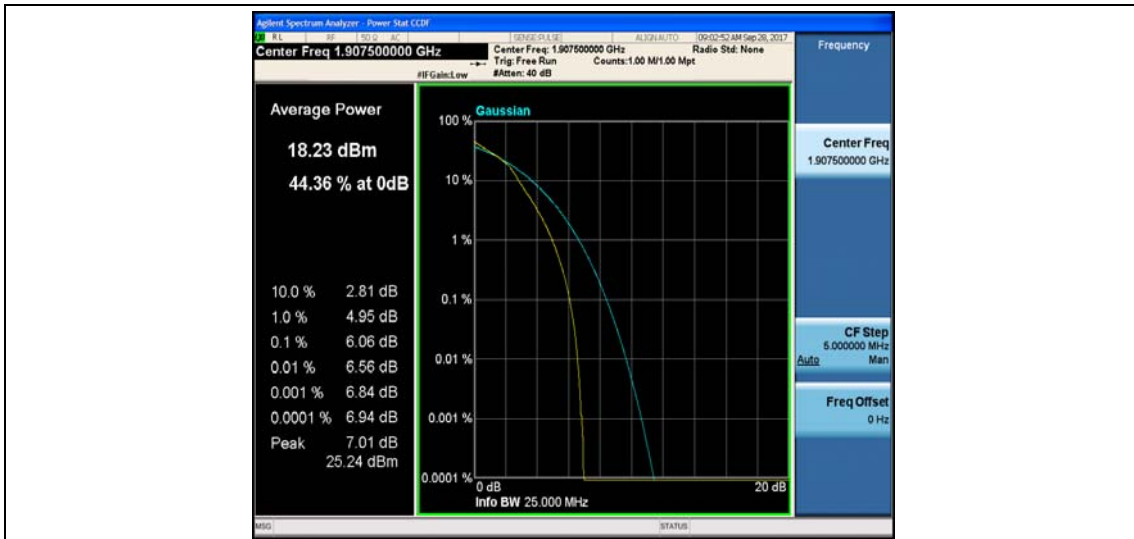 Agilent Spectrum Analyzer - Power Stat CCDF
RL RF 50 Ω AC SENSE:PULSE ALIGN AUTO 09:02:52 AM Sep 28, 2017
Center Freq 1.907500000 GHz
Center Freq: 1.907500000 GHz Radio Std: None
Trig: Free Run Counts:1.00 M/1.00 Mpt
#IFGain:Low #Atten: 40 dB
Frequency
Average Power
18.23 dBm
44.36 % at 0dB
10.0 % 2.81 dB
1.0 % 4.95 dB
0.1 % 6.06 dB
0.01 % 6.56 dB
0.001 % 6.84 dB
0.0001 % 6.94 dB
Peak 7.01 dB
25.24 dBm
Gaussian
100 %
10 %
1 %
0.1 %
0.01 %
0.001 %
0.0001 %
0 dB 20 dB
Info BW 25.000 MHz
Center Freq
1.907500000 GHz
CF Step
5.000000 MHz
Auto Man
Freq Offset
0 Hz
MSG STATUS